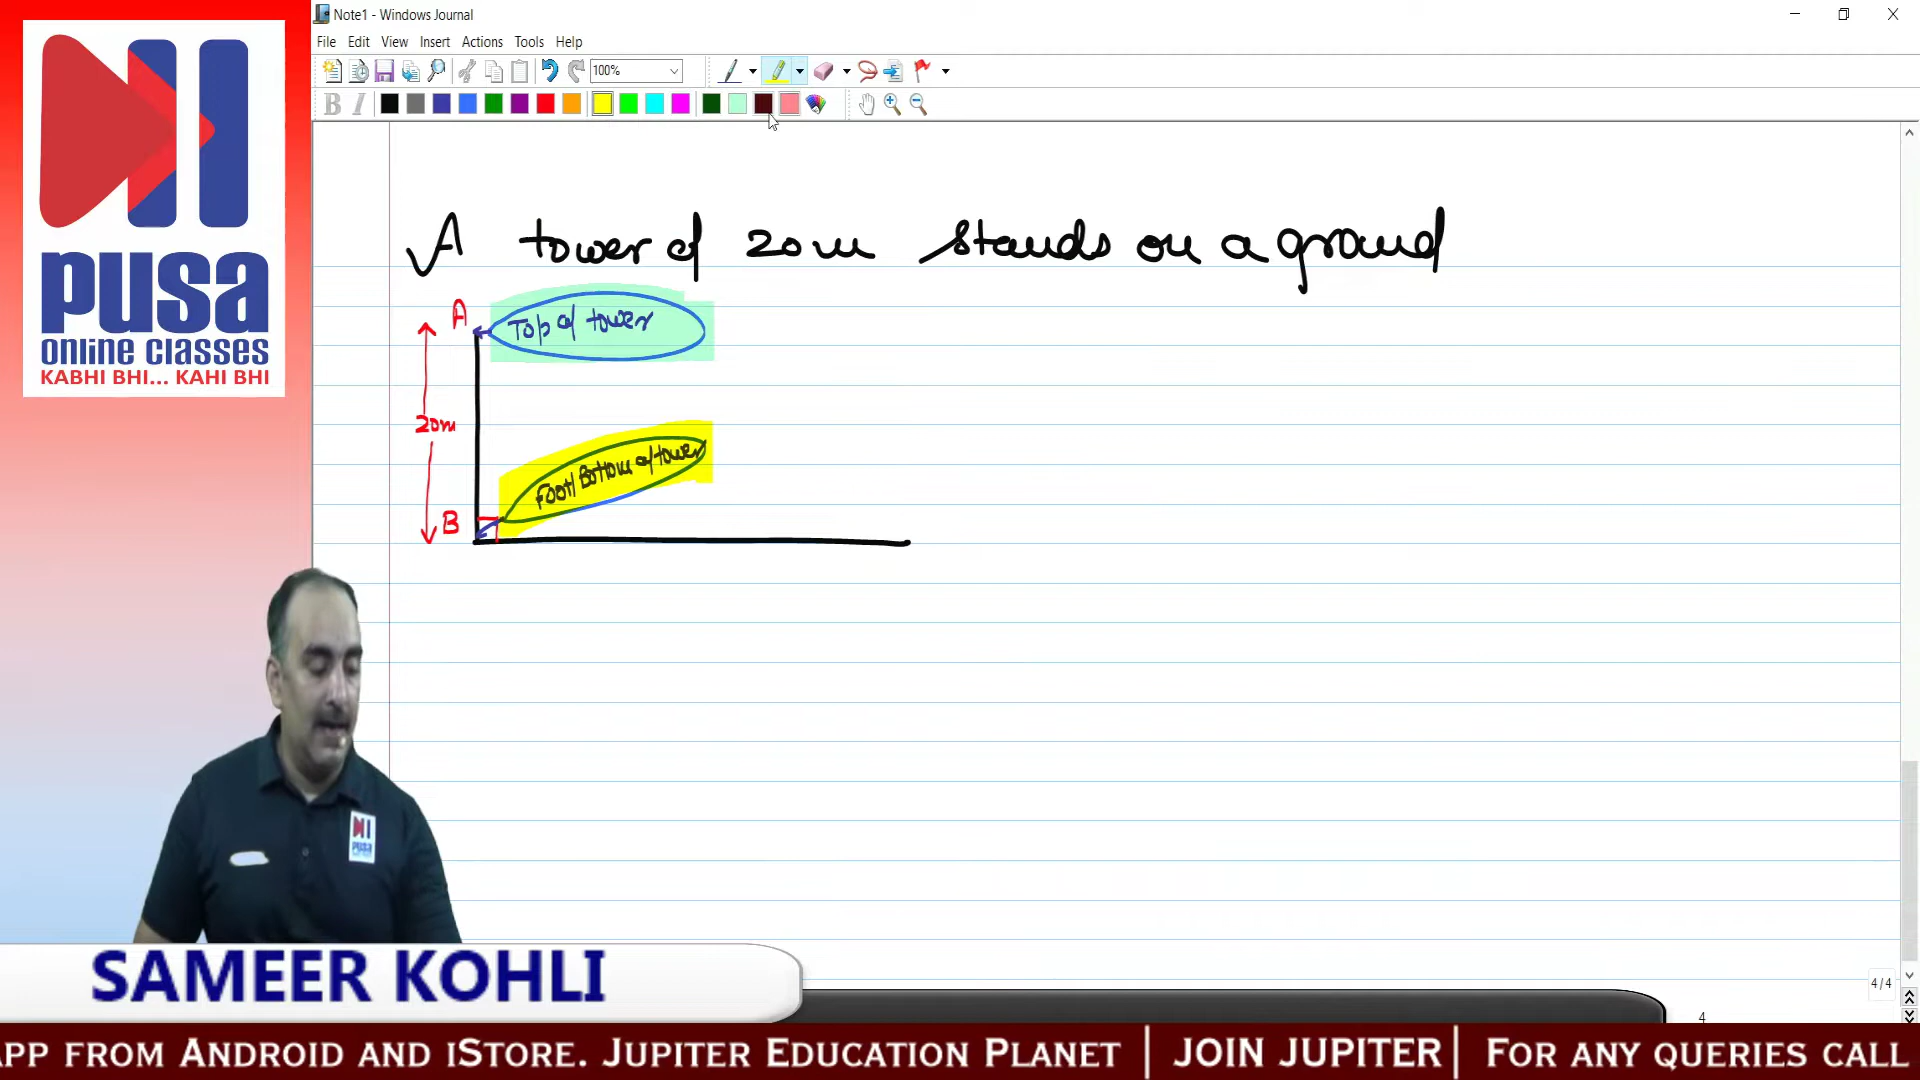 Note1 - Windows Journal
File Edit View Insert Actions Tools Help
100%
B I
PUSA
ONLINE CLASSES
KABHI BHI... KAHI BHI
A tower of 20m stands on a ground
A
Top of tower
20m
Foot/Bottom of tower
B
PUSA
SAMEER KOHLI
4/4
4
APP FROM ANDROID AND iSTORE. JUPITER EDUCATION PLANET | JOIN JUPITER | FOR ANY QUERIES CALL